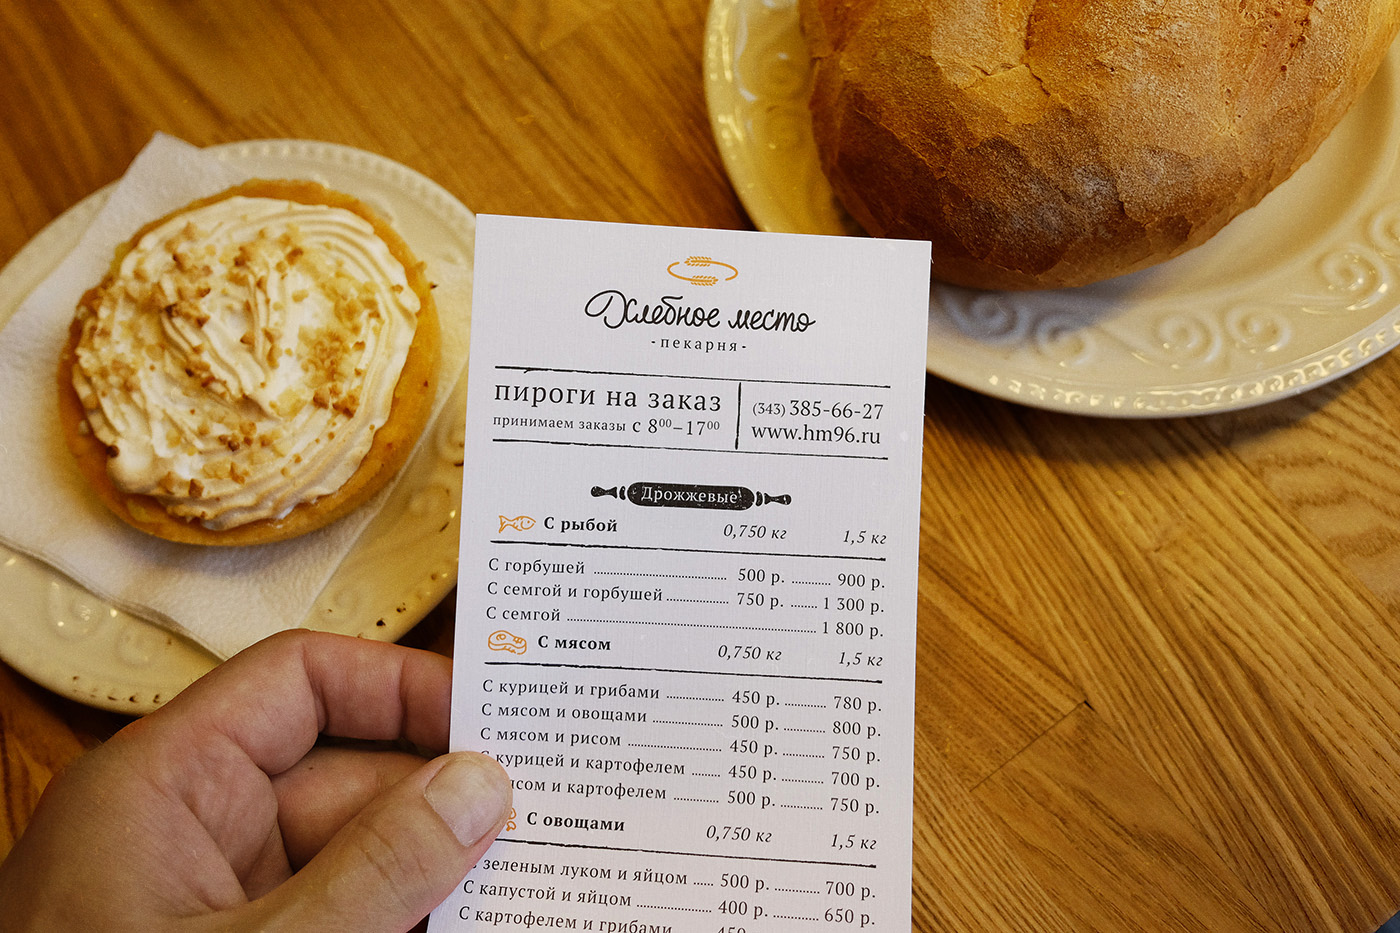 Хлебное место
- пекарня -
пироги на заказ
принимаем заказы с 8⁰⁰–17⁰⁰
(343) 385-66-27
www.hm96.ru
Дрожжевые
С рыбой 0,750 кг 1,5 кг
С горбушей 500 р. 900 р.
С семгой и горбушей 750 р. 1 300 р.
С семгой 1 800 р.
С мясом 0,750 кг 1,5 кг
С курицей и грибами 450 р. 780 р.
С мясом и овощами 500 р. 800 р.
С мясом и рисом 450 р. 750 р.
С курицей и картофелем 450 р. 700 р.
и картофелем 500 р. 750 р.
С овощами 0,750 кг 1,5 кг
зеленым луком и яйцом 500 р. 700 р.
С капустой и яйцом 400 р. 650 р.
С картофелем и грибами